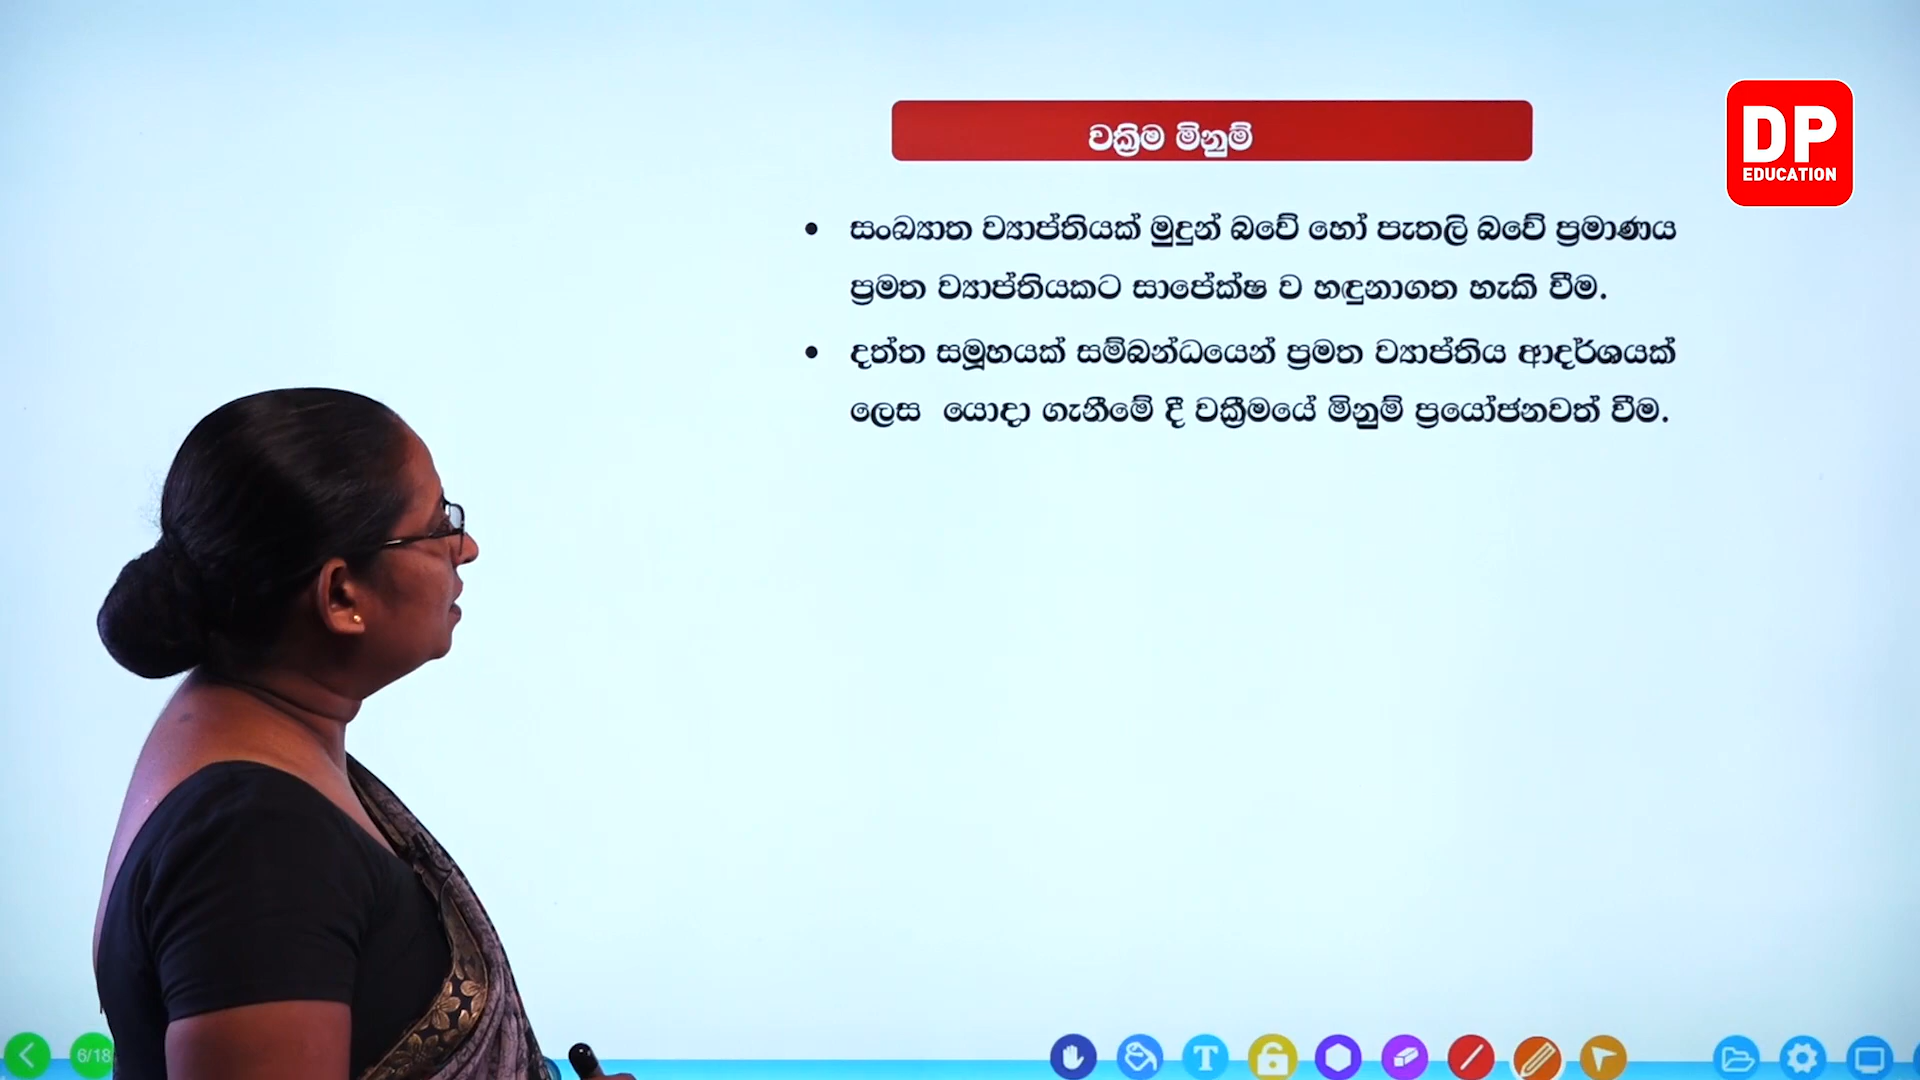 වක්‍රිම මිනුම්
DP
EDUCATION
• සංඛ්‍යාත ව්‍යාප්තියක් මුදුන් බවේ හෝ පැතලි බවේ ප්‍රමාණය
ප්‍රමත ව්‍යාප්තියකට සාපේක්ෂ ව හඳුනාගත හැකි වීම.
• දත්ත සමූහයක් සම්බන්ධයෙන් ප්‍රමත ව්‍යාප්තිය ආදර්ශයක්
ලෙස යොදා ගැනීමේ දී වක්‍රීමයේ මිනුම් ප්‍රයෝජනවත් වීම.
6/18
T